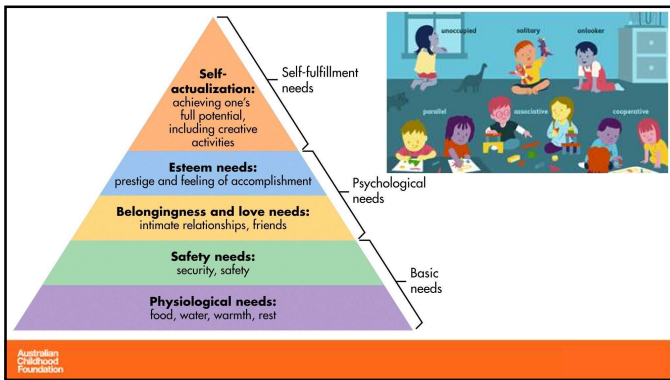 Self-
actualization:
achieving one's
full potential,
including creative
activities
Self-fulfillment
needs
Esteem needs:
prestige and feeling of accomplishment
Belongingness and love needs:
intimate relationships, friends
Psychological
needs
Safety needs:
security, safety
Physiological needs:
food, water, warmth, rest
Basic
needs
unoccupied
solitary
onlooker
parallel
associative
cooperative
Australian
Childhood
Foundation